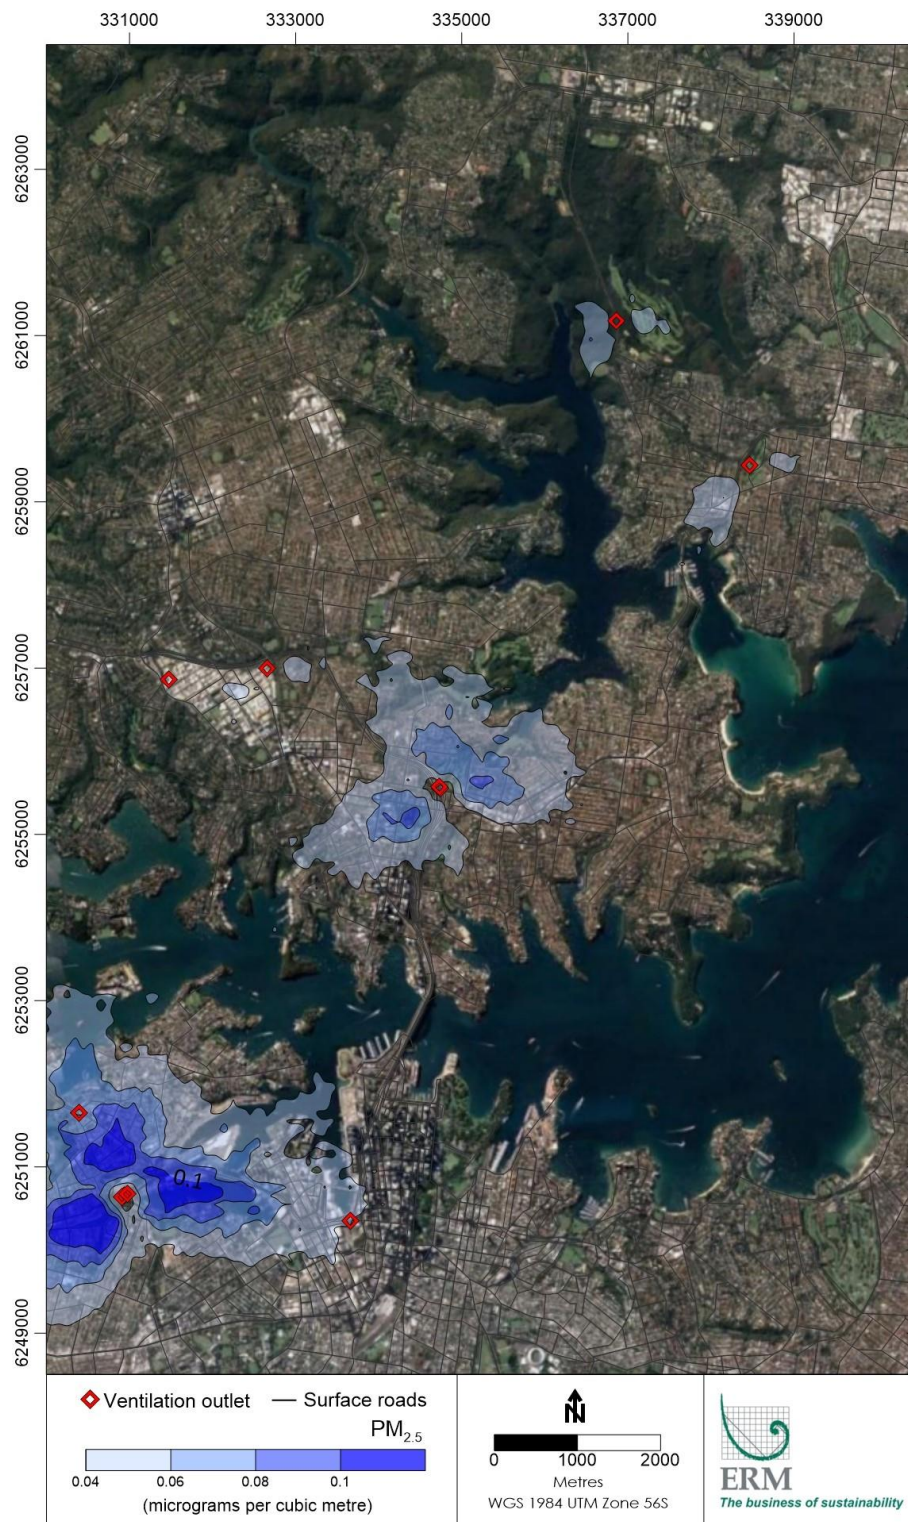 331000 333000 335000 337000 339000
6263000
6261000
6259000
6257000
6255000
6253000
6251000
6249000
0.1
Ventilation outlet
Surface roads
PM2.5
0.04 0.06 0.08 0.1
(micrograms per cubic metre)
N
0 1000 2000
Metres
WGS 1984 UTM Zone 56S
ERM
The business of sustainability